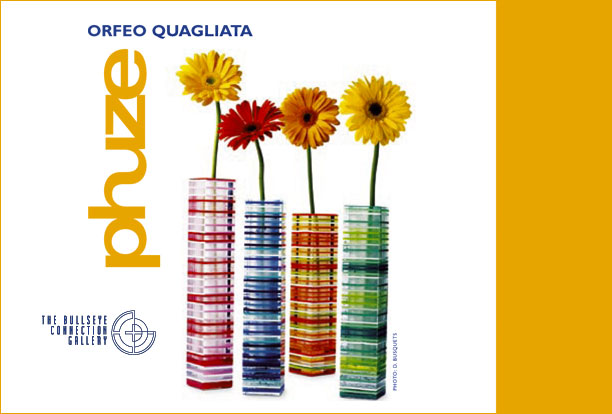 ORFEO QUAGLIATA
phuze
THE BULLSEYE
CONNECTION
GALLERY
PHOTO: D. BUSQUETS